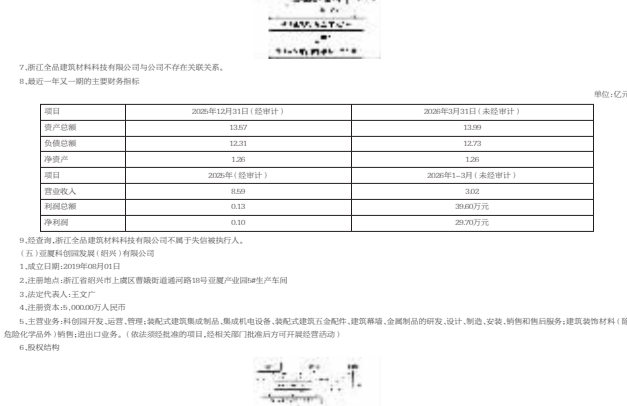 7、浙江全品建筑材料科技有限公司与公司不存在关联关系。
8、最近一年又一期的主要财务指标
单位:亿元
项目 2025年12月31日(经审计) 2026年3月31日(未经审计)
资产总额 13.57 13.99
负债总额 12.31 12.73
净资产 1.26 1.26
项目 2025年(经审计) 2026年1-3月(未经审计)
营业收入 8.59 3.02
利润总额 0.13 39.60万元
净利润 0.10 29.70万元
9、经查询,浙江全品建筑材料科技有限公司不属于失信被执行人。
(五)亚厦科创园发展(绍兴)有限公司
1、成立日期:2019年08月01日
2、注册地点:浙江省绍兴市上虞区曹娥街道通河路18号亚厦产业园5#生产车间
3、法定代表人:王文广
4、注册资本:5,000.00万人民币
5、主营业务:科创园开发、运营、管理;装配式建筑集成制品、集成机电设备、装配式建筑五金配件、建筑幕墙、金属制品的研发、设计、制造、安装、销售和售后服务;建筑装饰材料(除
危险化学品外)销售;进出口业务。(依法须经批准的项目,经相关部门批准后方可开展经营活动)
6、股权结构